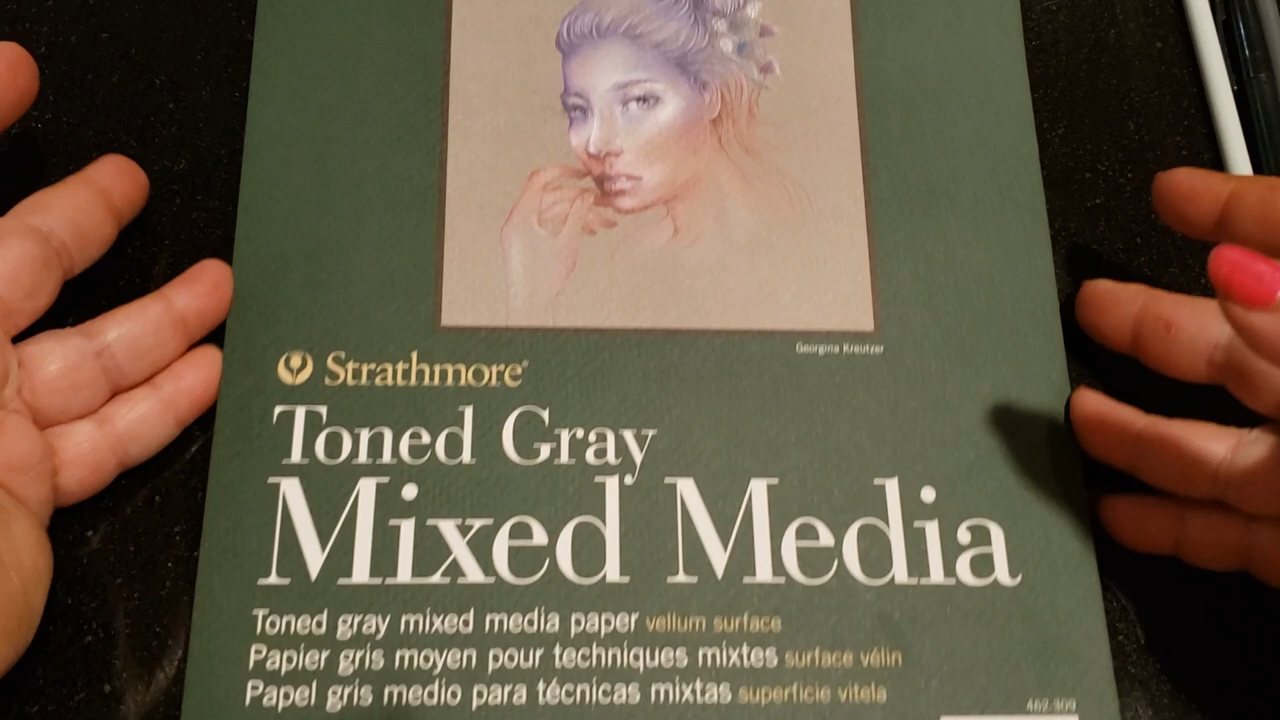 Georgina Kreutzer
Strathmore®
Toned Gray
Mixed Media
Toned gray mixed media paper vellum surface
Papier gris moyen pour techniques mixtes surface vélin
Papel gris medio para técnicas mixtas superficie vitela
462-309